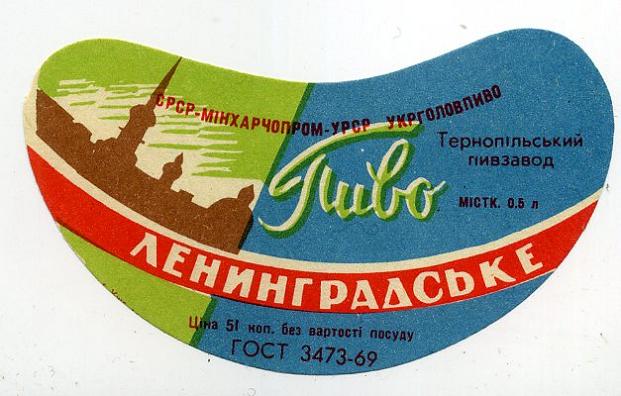 СРСР-МІНХАРЧОПРОМ-УРСР УКРГОЛОВПИВО
Тернопільський
пивзавод
Пиво
МІСТК. 0.5 л
ЛЕНИНГРАДСЬКЕ
Ціна 51 коп. без вартості посуду
ГОСТ 3473-69